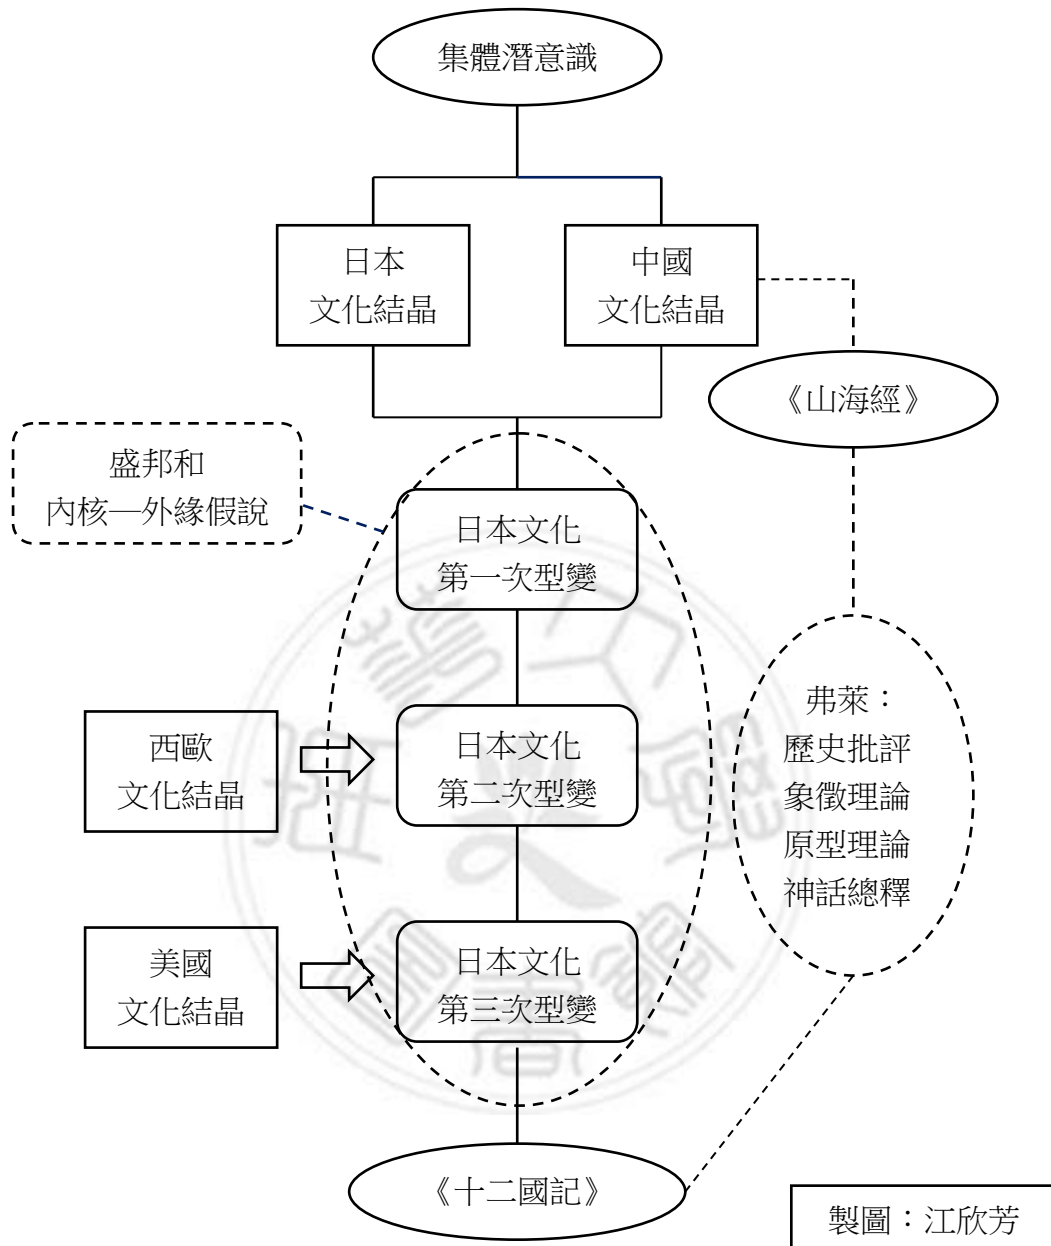 集體潛意識
日本
文化結晶
中國
文化結晶
《山海經》
盛邦和
內核─外緣假說
日本文化
第一次型變
弗萊：
歷史批評
象徵理論
原型理論
神話總釋
西歐
文化結晶
日本文化
第二次型變
美國
文化結晶
日本文化
第三次型變
《十二國記》
製圖：江欣芳